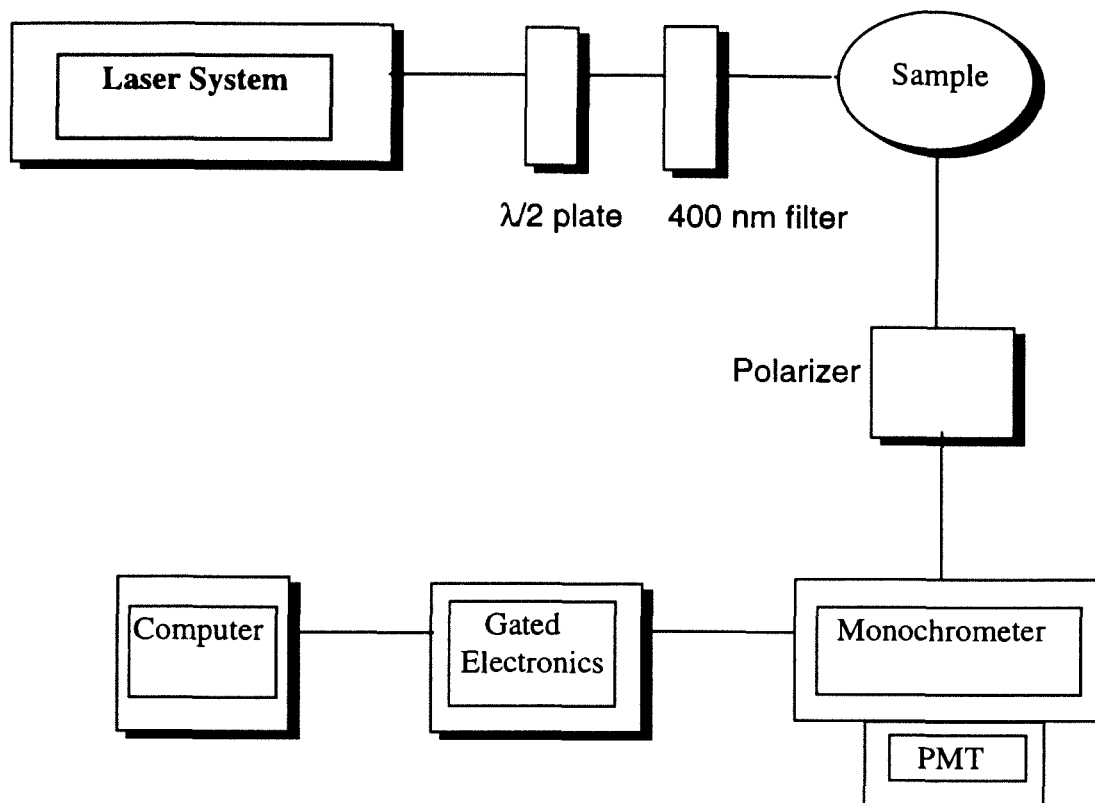 Laser System
Sample
λ/2 plate
400 nm filter
Polarizer
Computer
Gated
Electronics
Monochrometer
PMT